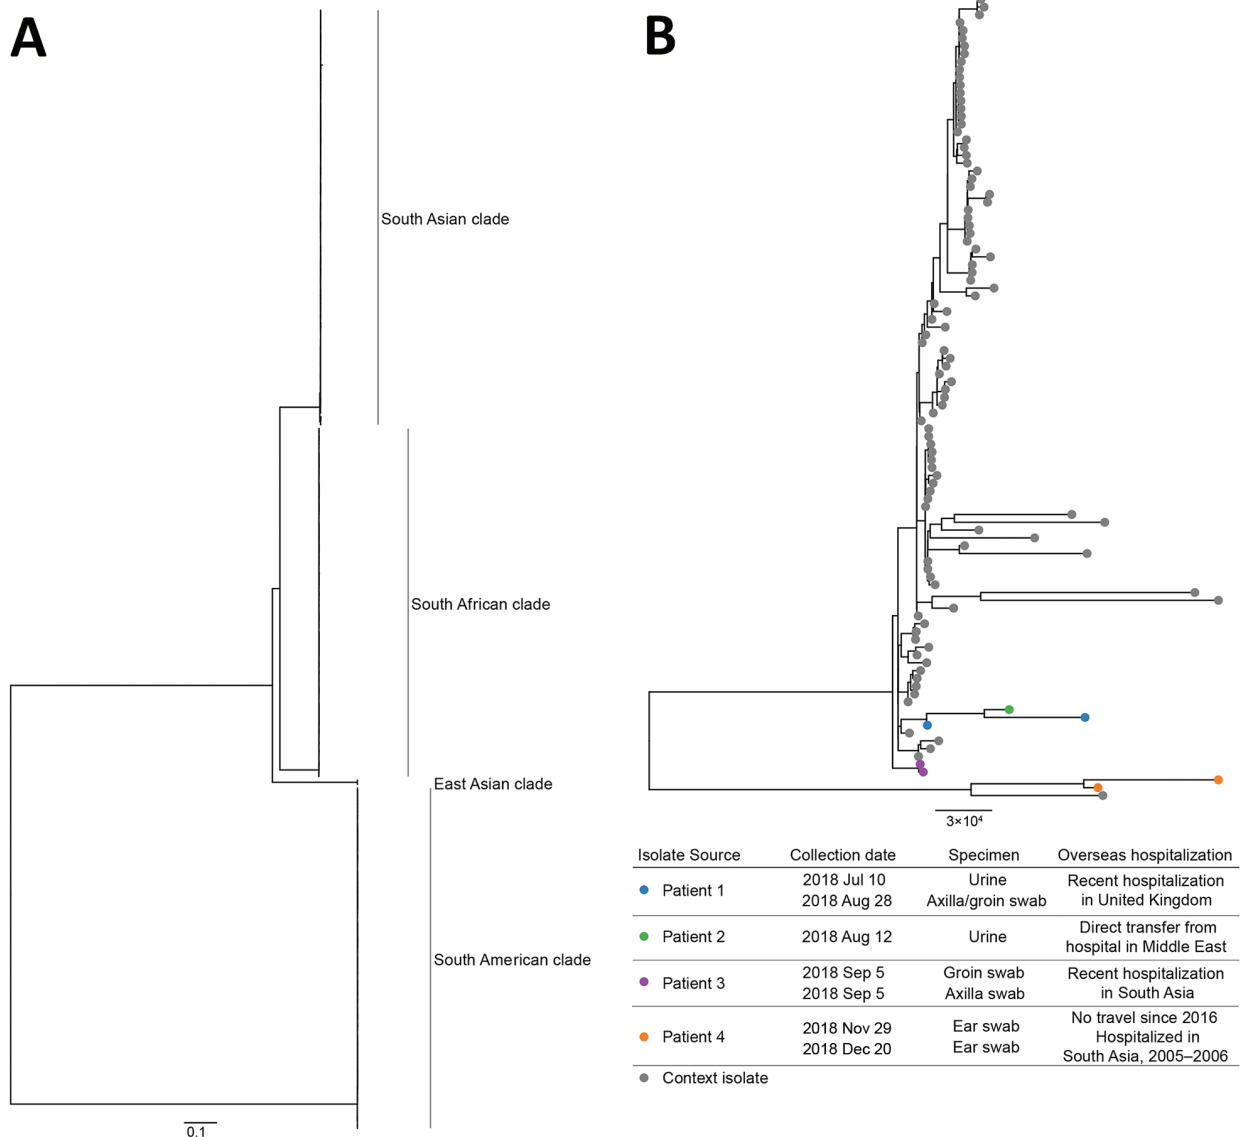 A
B
South Asian clade
South African clade
East Asian clade
South American clade
0.1
3×10⁴
Isolate Source Collection date Specimen Overseas hospitalization
Patient 1
2018 Jul 10
2018 Aug 28
Urine
Axilla/groin swab
Recent hospitalization
in United Kingdom
Patient 2
2018 Aug 12
Urine
Direct transfer from
hospital in Middle East
Patient 3
2018 Sep 5
2018 Sep 5
Groin swab
Axilla swab
Recent hospitalization
in South Asia
Patient 4
2018 Nov 29
2018 Dec 20
Ear swab
Ear swab
No travel since 2016
Hospitalized in
South Asia, 2005–2006
Context isolate